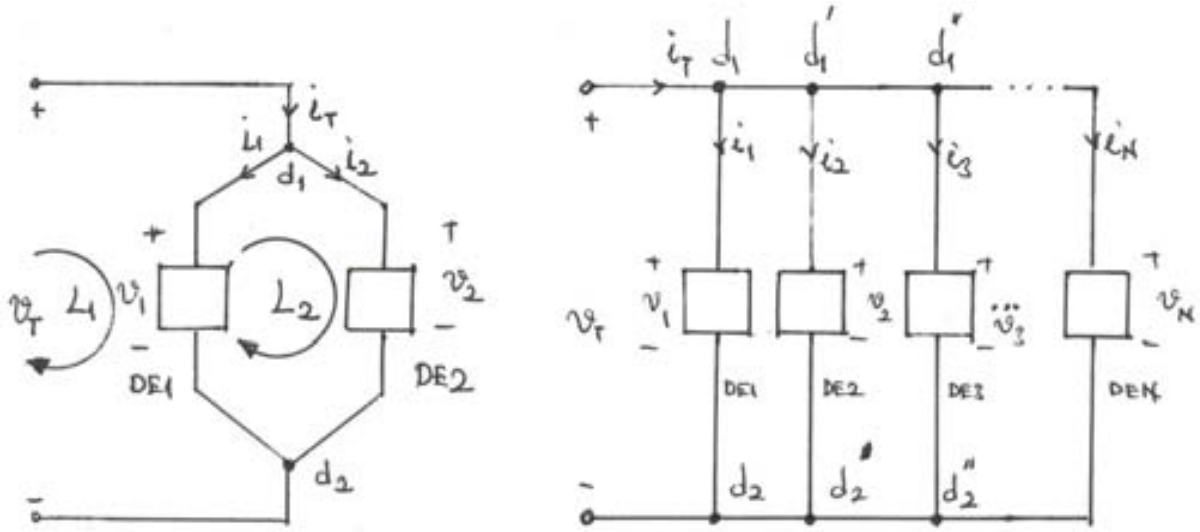 i_T d_1 d_1' d_1''
+ i_T +
i_1 i_2 d_1 i_1 i_2 i_3 i_N
+ +
v_T L_1 v_1 L_2 v_2 v_T + v_1 + v_2 + ... v_3 + v_N
- - - - - -
DE1 DE2 DE1 DE2 DE3 DEN
d_2 d_2 d_2' d_2''
- -